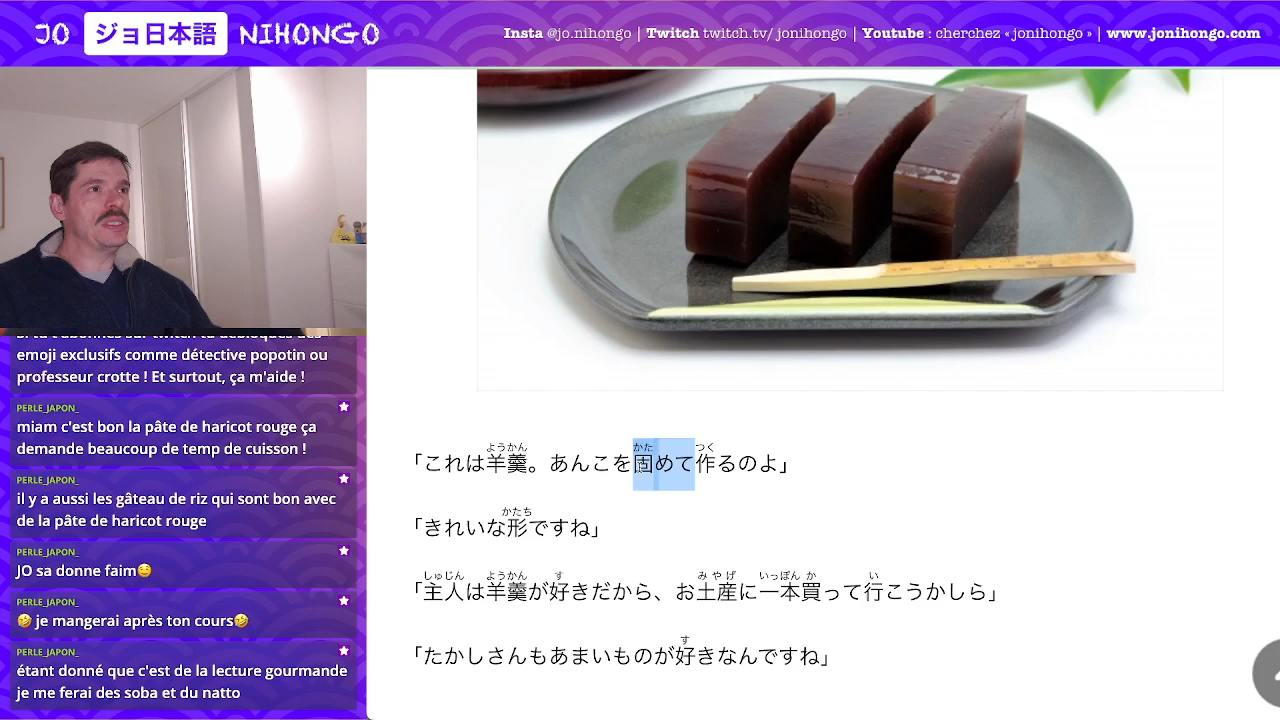 JO ジョ日本語 NIHONGO
Insta @jo.nihongo | Twitch twitch.tv/jonihongo | Youtube : cherchez «jonihongo » | www.jonihongo.com
emoji exclusifs comme détective popotin ou
professeur crotte ! Et surtout, ça m'aide !
PERLE_JAPON_
miam c'est bon la pâte de haricot rouge ça
demande beaucoup de temp de cuisson !
PERLE_JAPON_
il y a aussi les gâteau de riz qui sont bon avec
de la pâte de haricot rouge
PERLE_JAPON_
JO sa donne faim😋
PERLE_JAPON_
🤣 je mangerai après ton cours🤣
PERLE_JAPON_
étant donné que c'est de la lecture gourmande
je me ferai des soba et du natto
ようかん かた つく
「これは羊羹。あんこを固めて作るのよ」
かたち
「きれいな形ですね」
しゅじん ようかん す みやげ いっぽん か い
「主人は羊羹が好きだから、お土産に一本買って行こうかしら」
す
「たかしさんもあまいものが好きなんですね」